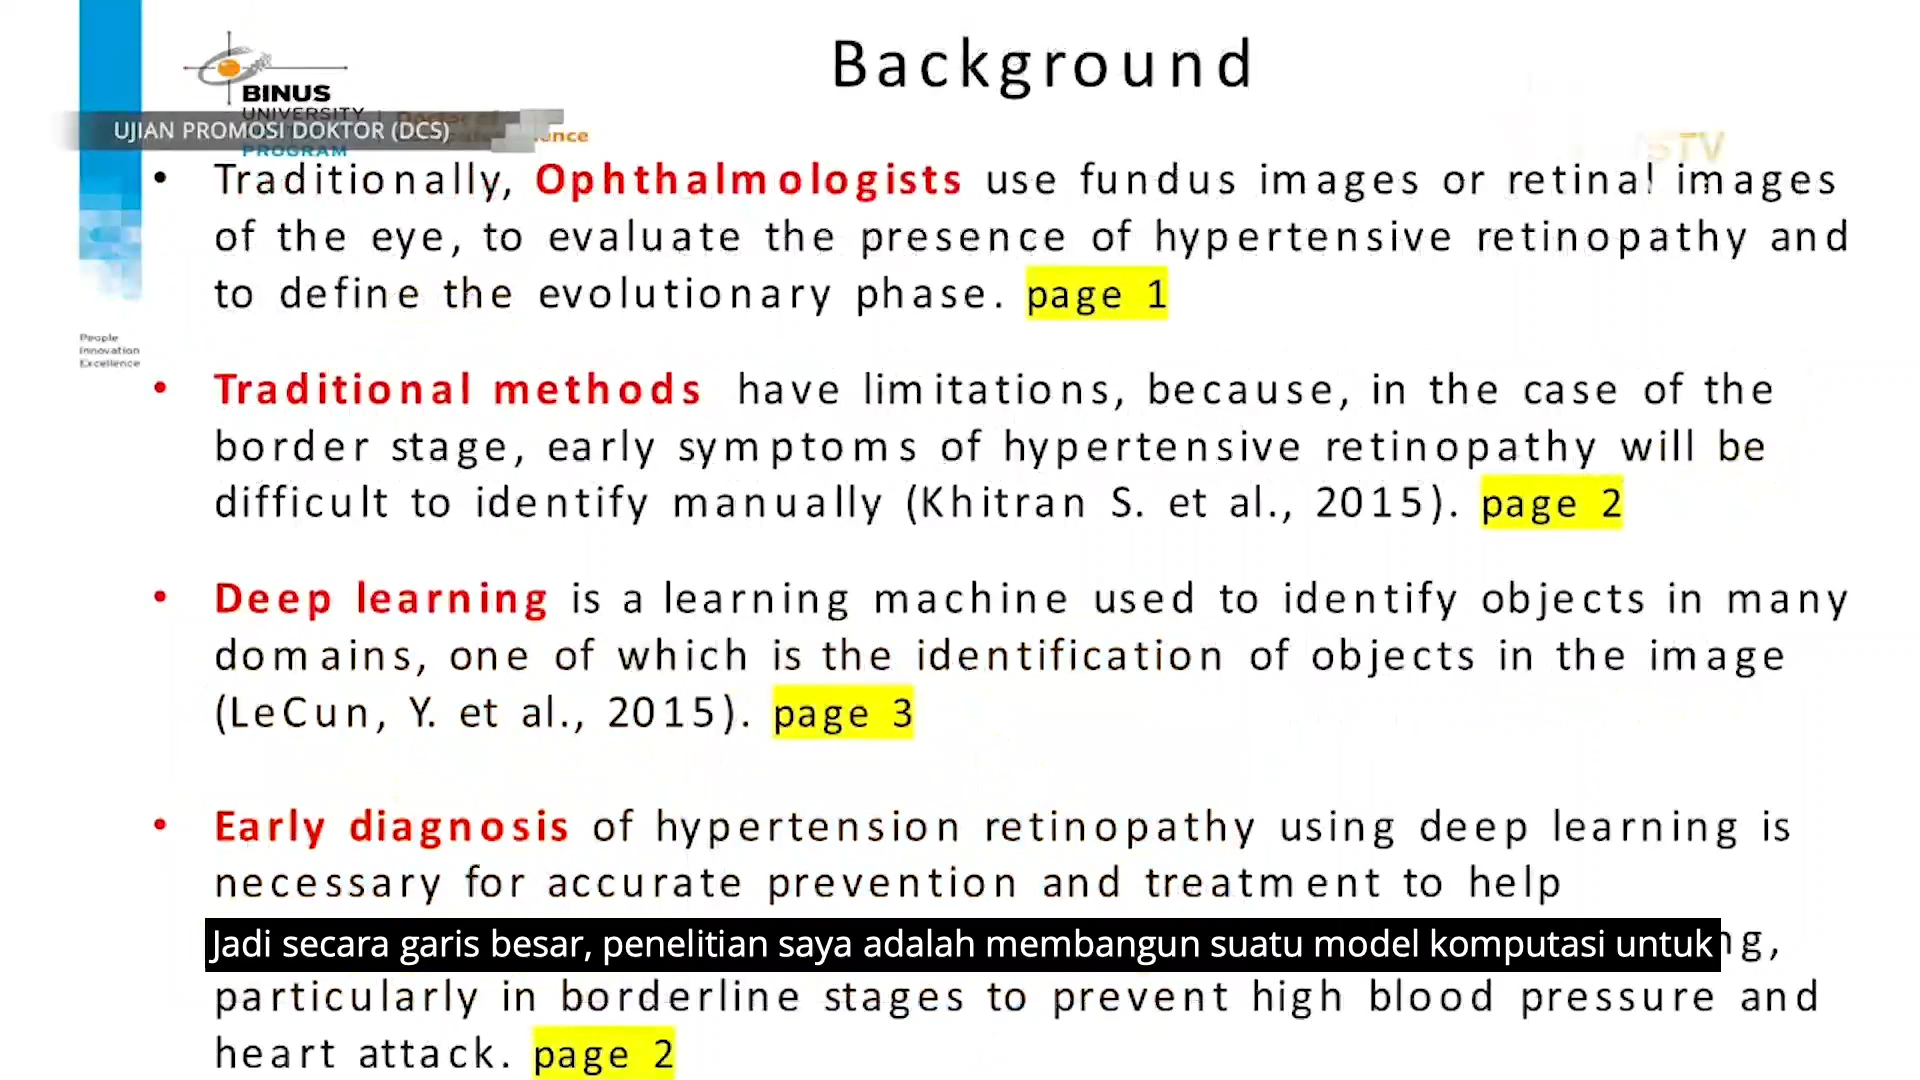 Background
BINUS
UNIVERSITY
UJIAN PROMOSI DOKTOR (DCS)
PROGRAM
• Traditionally, Ophthalmologists use fundus images or retinal images
of the eye, to evaluate the presence of hypertensive retinopathy and
to define the evolutionary phase. page 1
People
Innovation
Excellence
• Traditional methods have limitations, because, in the case of the
border stage, early symptoms of hypertensive retinopathy will be
difficult to identify manually (Khitran S. et al., 2015). page 2
• Deep learning is a learning machine used to identify objects in many
domains, one of which is the identification of objects in the image
(LeCun, Y. et al., 2015). page 3
• Early diagnosis of hypertension retinopathy using deep learning is
necessary for accurate prevention and treatment to help
Jadi secara garis besar, penelitian saya adalah membangun suatu model komputasi untuk
particularly in borderline stages to prevent high blood pressure and
heart attack. page 2